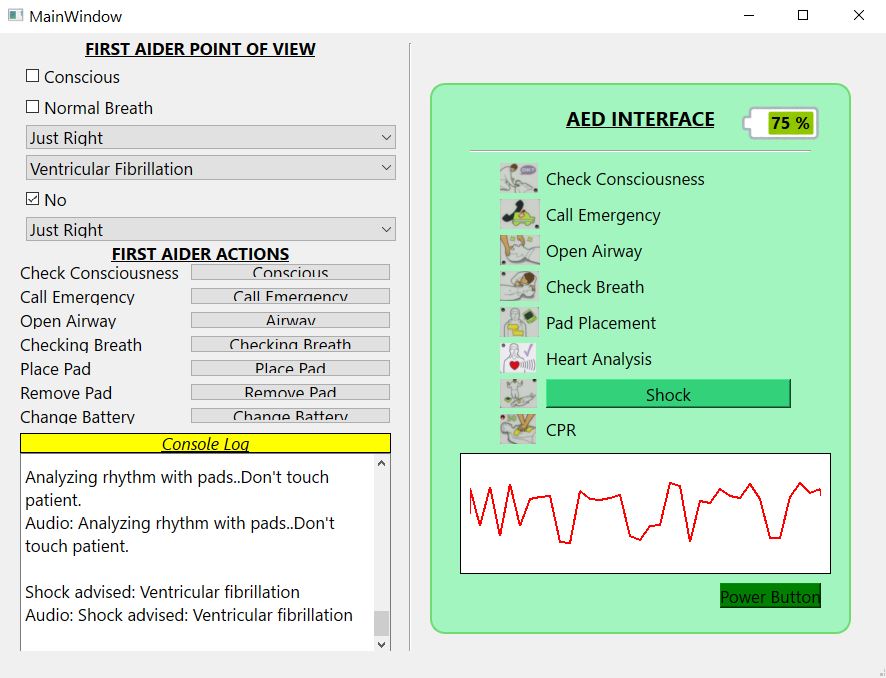 MainWindow
FIRST AIDER POINT OF VIEW
Conscious
Normal Breath
Just Right
Ventricular Fibrillation
No
Just Right
FIRST AIDER ACTIONS
Check Consciousness Conscious
Call Emergency Call Emergency
Open Airway Airway
Checking Breath Checking Breath
Place Pad Place Pad
Remove Pad Remove Pad
Change Battery Change Battery
Console Log
Analyzing rhythm with pads..Don't touch
patient.
Audio: Analyzing rhythm with pads..Don't
touch patient.
Shock advised: Ventricular fibrillation
Audio: Shock advised: Ventricular fibrillation
AED INTERFACE
75 %
Check Consciousness
Call Emergency
Open Airway
Check Breath
Pad Placement
Heart Analysis
Shock
CPR
Power Button